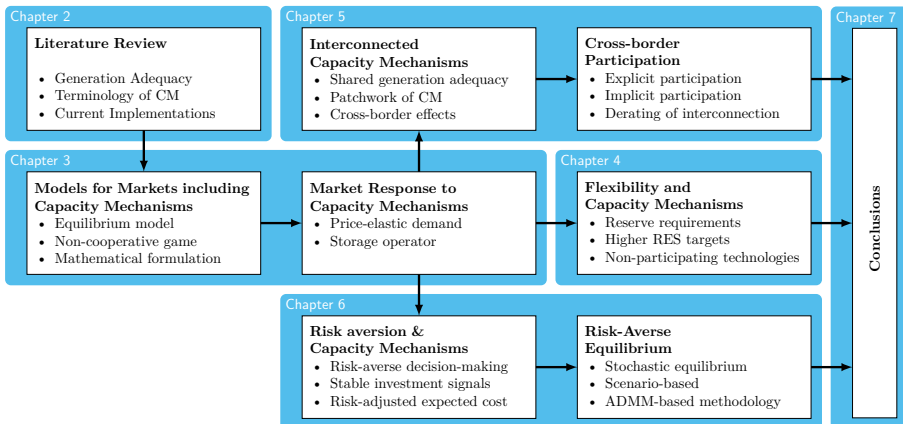 Chapter 2
Literature Review
• Generation Adequacy
• Terminology of CM
• Current Implementations
Chapter 5
Interconnected
Capacity Mechanisms
• Shared generation adequacy
• Patchwork of CM
• Cross-border effects
Cross-border
Participation
• Explicit participation
• Implicit participation
• Derating of interconnection
Chapter 7
Conclusions
Chapter 3
Models for Markets including
Capacity Mechanisms
• Equilibrium model
• Non-cooperative game
• Mathematical formulation
Market Response to
Capacity Mechanisms
• Price-elastic demand
• Storage operator
Chapter 4
Flexibility and
Capacity Mechanisms
• Reserve requirements
• Higher RES targets
• Non-participating technologies
Chapter 6
Risk aversion &
Capacity Mechanisms
• Risk-averse decision-making
• Stable investment signals
• Risk-adjusted expected cost
Risk-Averse
Equilibrium
• Stochastic equilibrium
• Scenario-based
• ADMM-based methodology